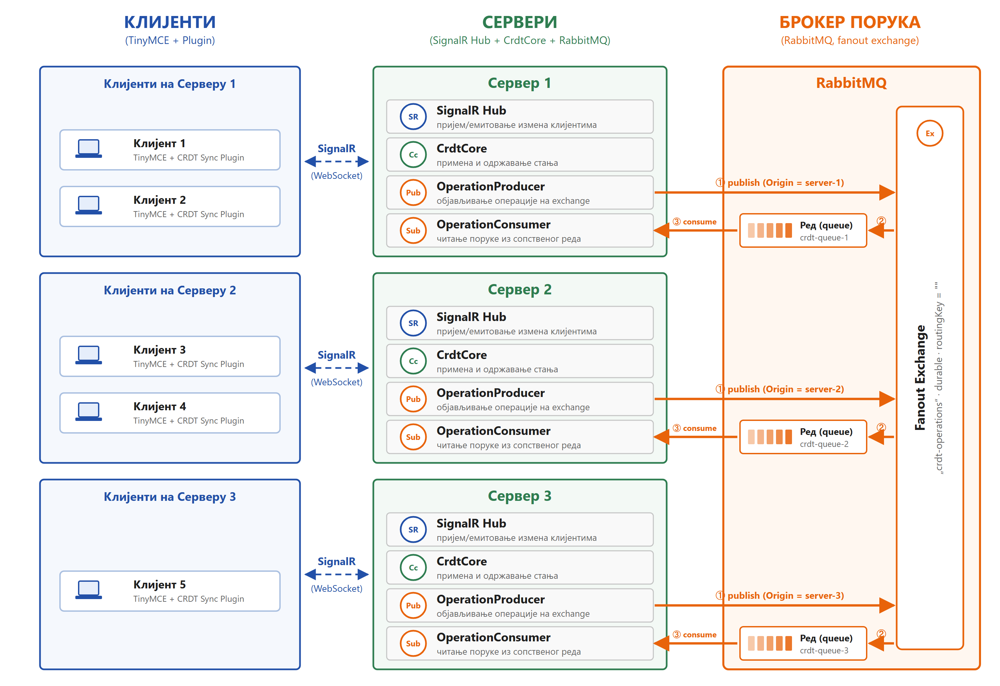 КЛИЈЕНТИ
(TinyMCE + Plugin)
СЕРВЕРИ
(SignalR Hub + CrdtCore + RabbitMQ)
БРОКЕР ПОРУКА
(RabbitMQ, fanout exchange)
Клијенти на Серверу 1
Клијент 1
TinyMCE + CRDT Sync Plugin
Клијент 2
TinyMCE + CRDT Sync Plugin
SignalR
(WebSocket)
Сервер 1
SR
SignalR Hub
пријем/емитовање измена клијентима
Cc
CrdtCore
примена и одржавање стања
Pub
OperationProducer
објављивање операције на exchange
Sub
OperationConsumer
читање поруке из сопственог реда
① publish (Origin = server-1)
③ consume
Ред (queue)
crdt-queue-1
②
Клијенти на Серверу 2
Клијент 3
TinyMCE + CRDT Sync Plugin
Клијент 4
TinyMCE + CRDT Sync Plugin
SignalR
(WebSocket)
Сервер 2
SR
SignalR Hub
пријем/емитовање измена клијентима
Cc
CrdtCore
примена и одржавање стања
Pub
OperationProducer
објављивање операције на exchange
Sub
OperationConsumer
читање поруке из сопственог реда
① publish (Origin = server-2)
③ consume
Ред (queue)
crdt-queue-2
②
Клијенти на Серверу 3
Клијент 5
TinyMCE + CRDT Sync Plugin
SignalR
(WebSocket)
Сервер 3
SR
SignalR Hub
пријем/емитовање измена клијентима
Cc
CrdtCore
примена и одржавање стања
Pub
OperationProducer
објављивање операције на exchange
Sub
OperationConsumer
читање поруке из сопственог реда
① publish (Origin = server-3)
③ consume
Ред (queue)
crdt-queue-3
②
RabbitMQ
Ex
Fanout Exchange
„crdt-operations“ · durable · routingKey = ""